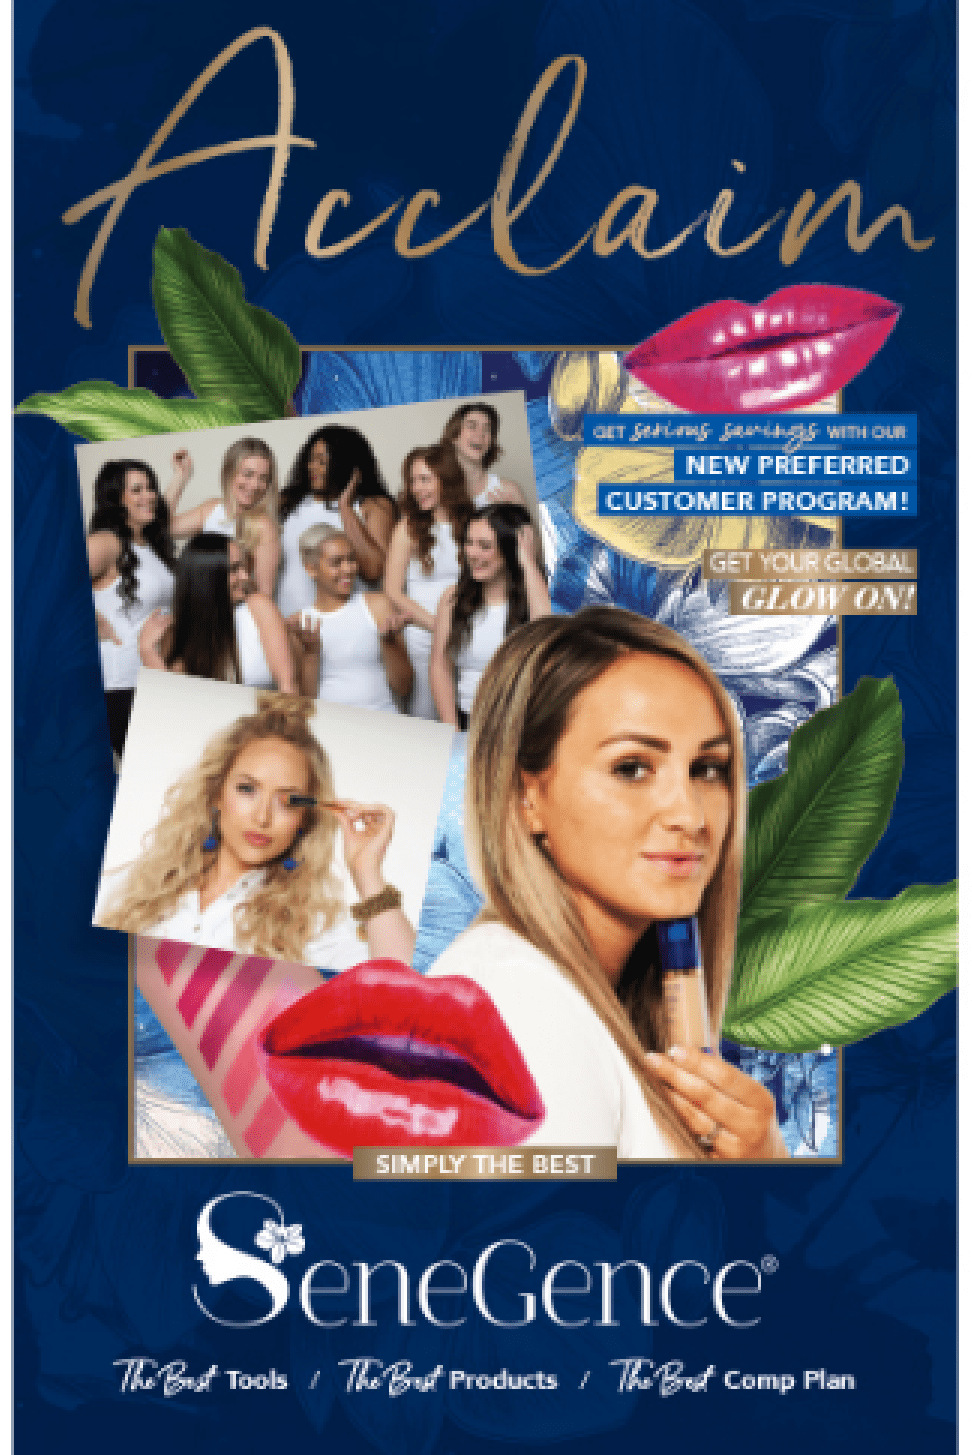 Acclaim
GET serious savings WITH OUR
NEW PREFERRED
CUSTOMER PROGRAM!
GET YOUR GLOBAL
GLOW ON!
SIMPLY THE BEST
SeneGence®
The Best Tools / The Best Products / The Best Comp Plan